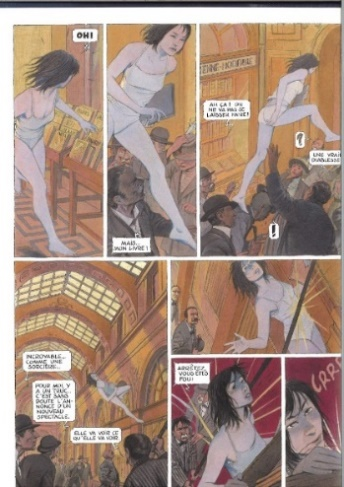 OH!
MAIS...
MON LIVRE!
AH ÇA! ON
NE VA PAS SE
LAISSER FAIRE!
?
UNE VRAIE
DIABLESSE
!
INCROYABLE...
COMME UNE
SORCIÈRE...
POUR MOI, Y
A UN TRUC...
C'EST SANS
DOUTE L'AN-
NONCE D'UN
NOUVEAU
SPECTACLE.
ELLE VA VOIR CE
QU'ELLE VA VOIR
ARRÊTEZ,
VOUS ÊTES
FOU!
CRR